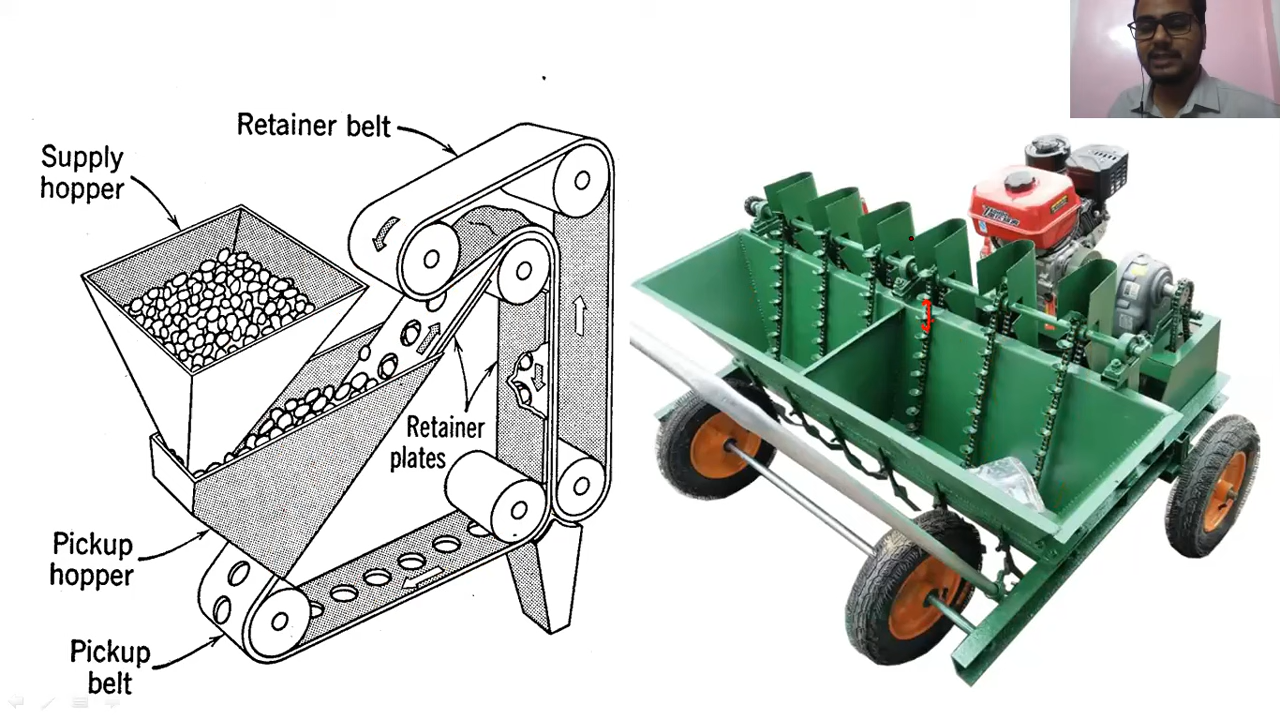 Retainer belt
Supply
hopper
Retainer
plates
Pickup
hopper
Pickup
belt